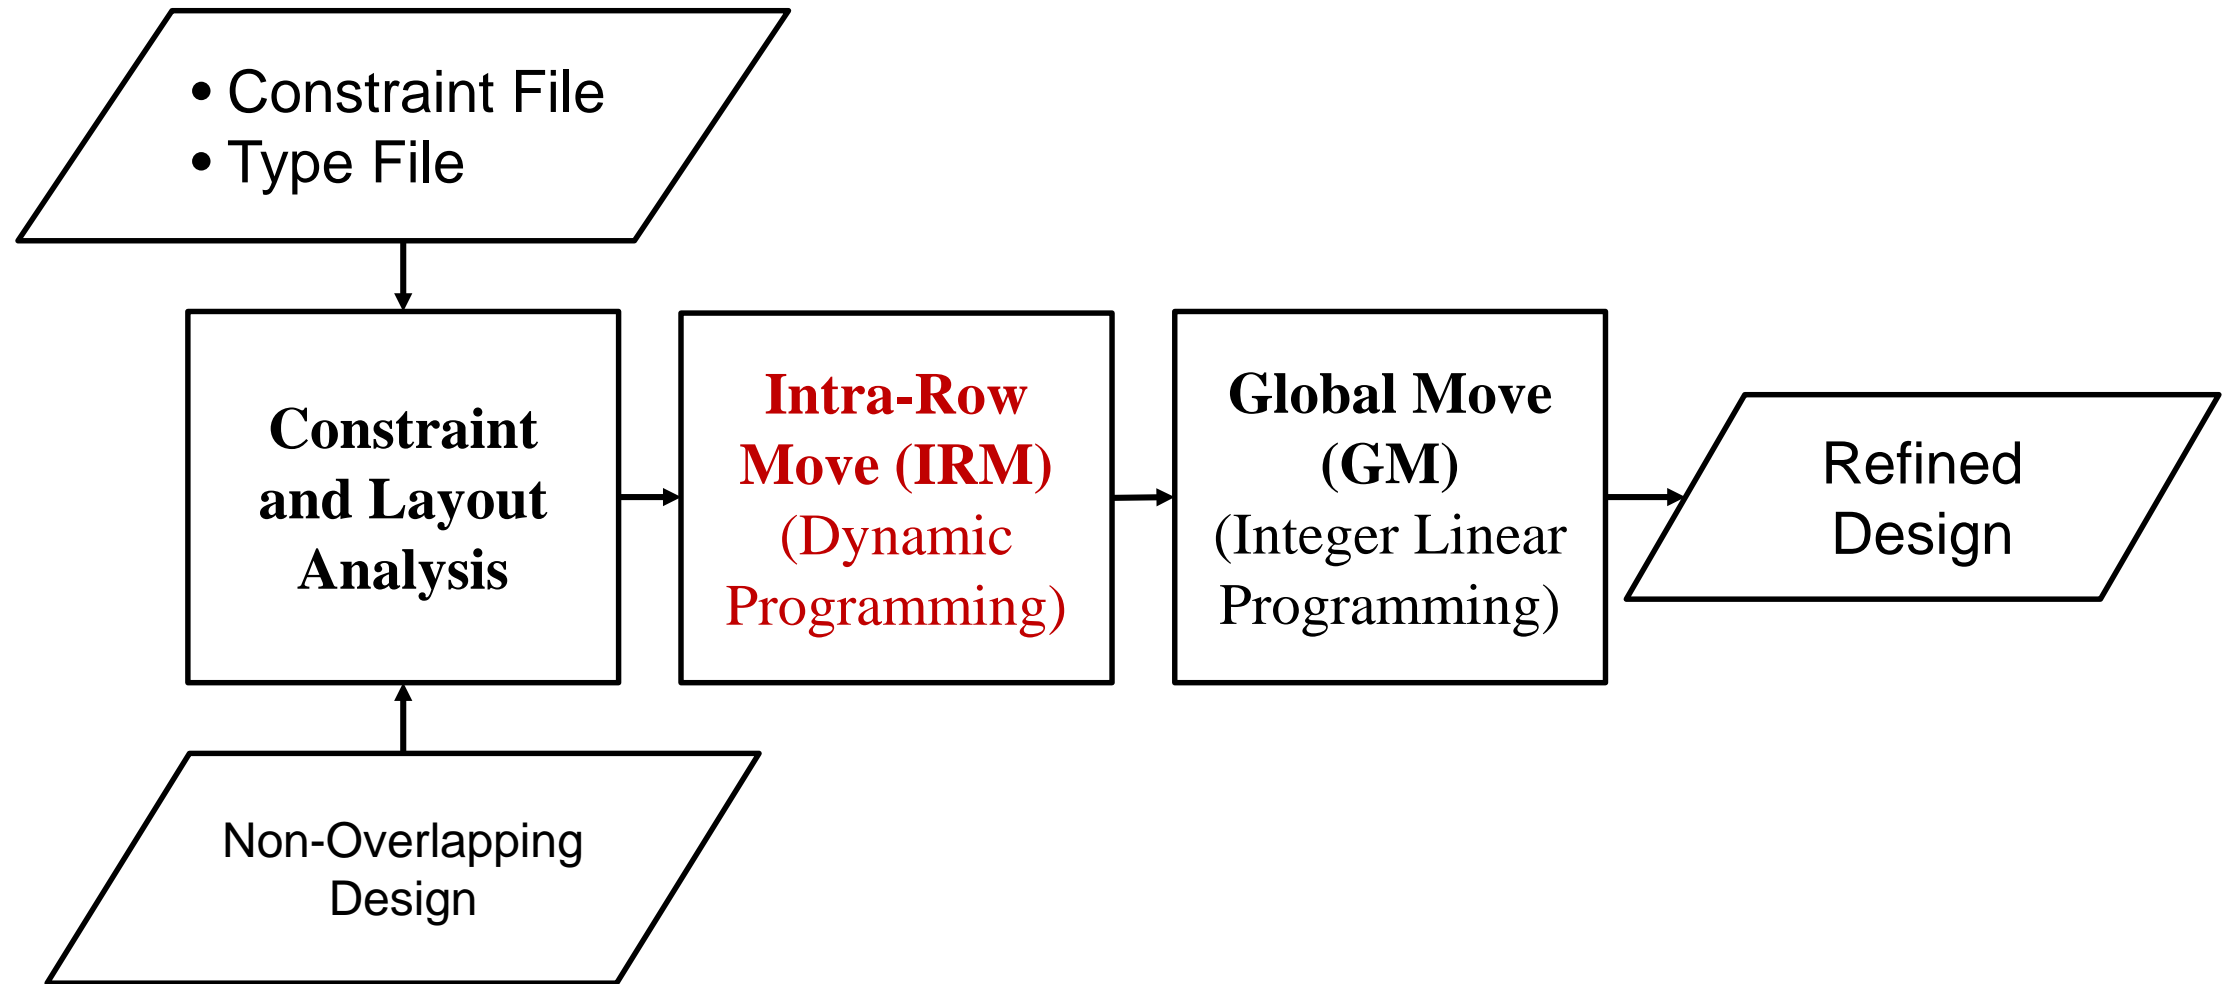 • Constraint File
• Type File
Constraint
and Layout
Analysis
Intra-Row
Move (IRM)
(Dynamic
Programming)
Global Move
(GM)
(Integer Linear
Programming)
Refined
Design
Non-Overlapping
Design